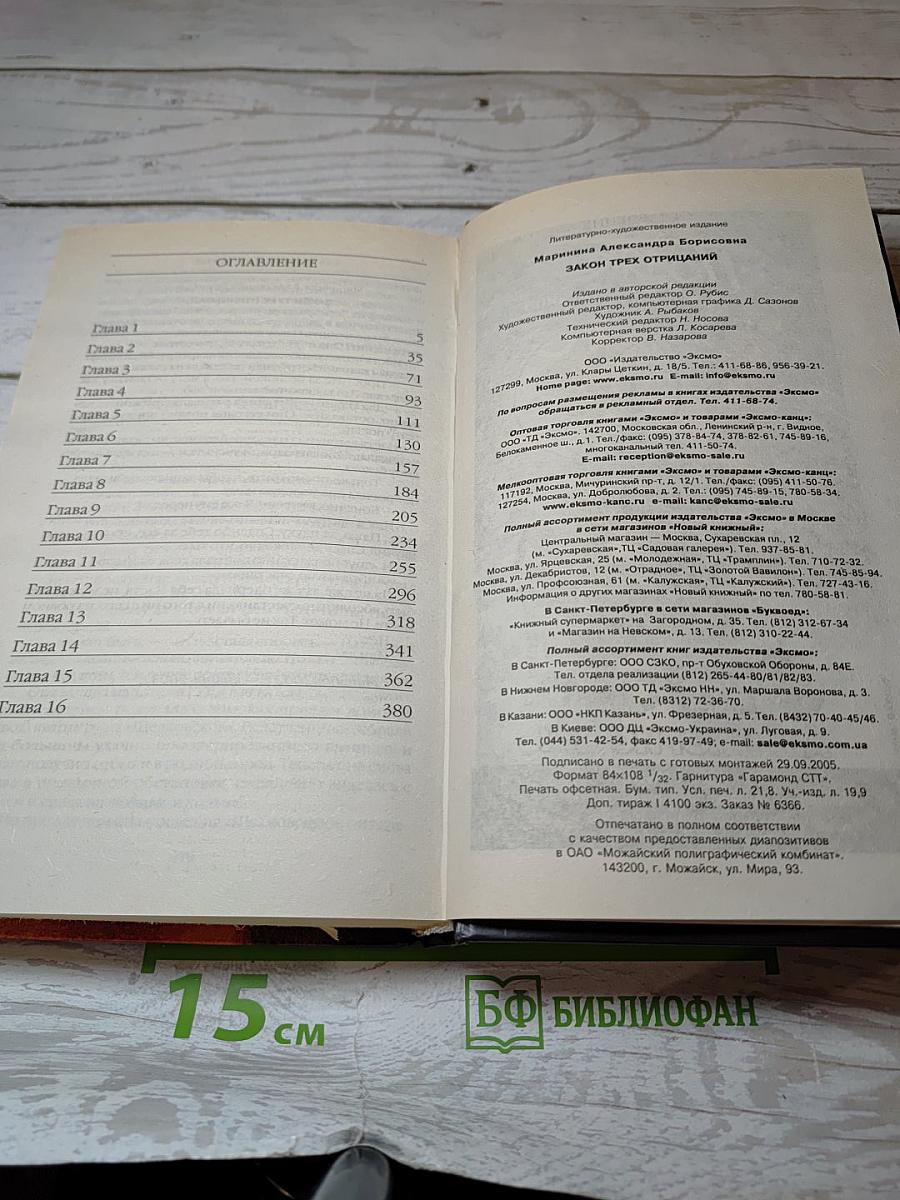 ОГЛАВЛЕНИЕ
Глава 1 5
Глава 2 35
Глава 3 71
Глава 4 93
Глава 5 111
Глава 6 130
Глава 7 157
Глава 8 184
Глава 9 205
Глава 10 234
Глава 11 255
Глава 12 296
Глава 13 318
Глава 14 341
Глава 15 362
Глава 16 380
Литературно-художественное издание
Маринина Александра Борисовна
ЗАКОН ТРЕХ ОТРИЦАНИЙ
Издано в авторской редакции
Ответственный редактор О. Рубис
Художественный редактор, компьютерная графика Д. Сазонов
Художник А. Рыбаков
Технический редактор Н. Носова
Компьютерная верстка Л. Косарева
Корректор В. Назарова
ООО «Издательство «Эксмо»
127299, Москва, ул. Клары Цеткин, д. 18/5. Тел.: 411-68-86, 956-39-21.
Home page: www.eksmo.ru E-mail: info@eksmo.ru
По вопросам размещения рекламы в книгах издательства «Эксмо»
обращаться в рекламный отдел. Тел. 411-68-74.
Оптовая торговля книгами «Эксмо» и товарами «Эксмо-канц»:
ООО «ТД «Эксмо». 142700, Московская обл., Ленинский р-н, г. Видное,
Белокаменное ш., д.1. Тел./факс: (095) 378-84-74, 378-82-61, 745-89-16,
многоканальный тел. 411-50-74.
E-mail: reception@eksmo-sale.ru
Мелкооптовая торговля книгами «Эксмо» и товарами «Эксмо-канц»:
117192, Москва, Мичуринский пр-т, д. 12/1. Тел./факс: (095) 411-50-76.
127254, Москва, ул. Добролюбова, д. 2. Тел.: (095) 745-89-15, 780-58-34.
www.eksmo-kanc.ru e-mail: kanc@eksmo-sale.ru
Полный ассортимент продукции издательства «Эксмо» в Москве
в сети магазинов «Новый книжный»:
Центральный магазин — Москва, Сухаревская пл., 12
(м. «Сухаревская»,ТЦ «Садовая галерея»). Тел. 937-85-81.
Москва, ул. Ярцевская, 25 (м. «Молодежная», ТЦ «Трамплин»). Тел. 710-72-32.
Москва, ул. Декабристов, 12 (м. «Отрадное», ТЦ «Золотой Вавилон»). Тел. 745-85-94.
Москва, ул. Профсоюзная, 61 (м. «Калужская», ТЦ «Калужский»). Тел. 727-43-16.
Информация о других магазинах «Новый книжный» по тел. 780-58-81.
В Санкт-Петербурге в сети магазинов «Буквоед»:
«Книжный супермаркет» на Загородном, д. 35. Тел. (812) 312-67-34
и «Магазин на Невском», д. 13. Тел. (812) 310-22-44.
Полный ассортимент книг издательства «Эксмо»:
В Санкт-Петербурге: ООО СЗКО, пр-т Обуховской Обороны, д. 84Е.
Тел. отдела реализации (812) 265-44-80/81/82/83.
В Нижнем Новгороде: ООО ТД «Эксмо НН», ул. Маршала Воронова, д. 3.
Тел. (8312) 72-36-70.
В Казани: ООО «НКП Казань», ул. Фрезерная, д. 5. Тел. (8432) 70-40-45/46.
В Киеве: ООО ДЦ «Эксмо-Украина», ул. Луговая, д. 9.
Тел. (044) 531-42-54, факс 419-97-49; e-mail: sale@eksmo.com.ua
Подписано в печать с готовых монтажей 29.09.2005.
Формат 84×108 1/32. Гарнитура «Гарамонд СТТ».
Печать офсетная. Бум. тип. Усл. печ. л. 21,8. Уч.-изд. л. 19,9
Доп. тираж I 4100 экз. Заказ № 6366.
Отпечатано в полном соответствии
с качеством предоставленных диапозитивов
в ОАО «Можайский полиграфический комбинат».
143200, г. Можайск, ул. Мира, 93.
15 см
БФ БИБЛИОФАН